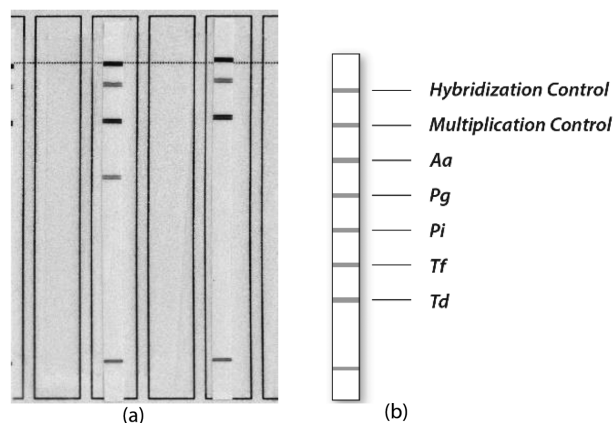 Hybridization Control
Multiplication Control
Aa
Pg
Pi
Tf
Td
(a)
(b)